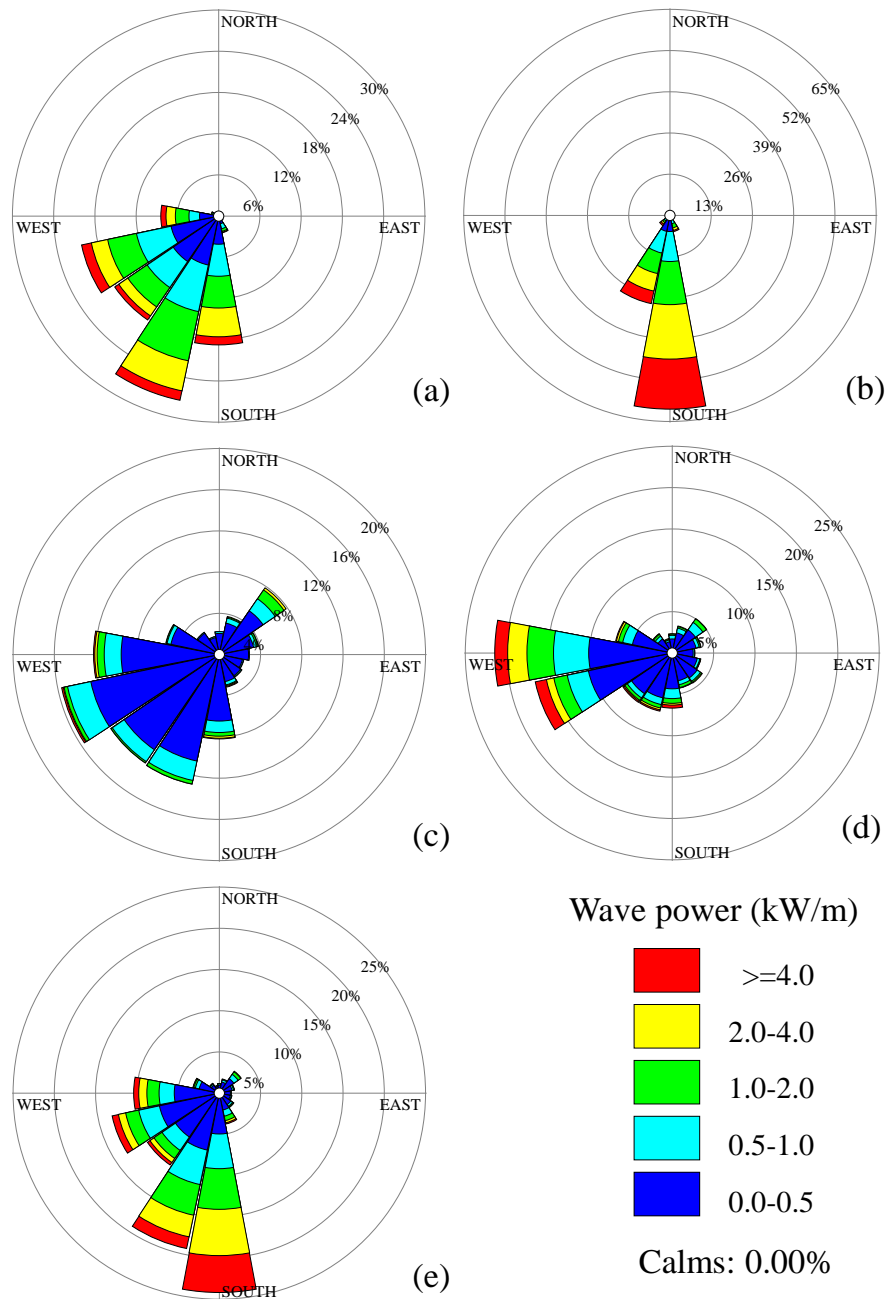 NORTH
30%
24%
18%
12%
6%
WEST
EAST
SOUTH
(a)
NORTH
65%
52%
39%
26%
13%
WEST
EAST
SOUTH
(b)
NORTH
20%
16%
12%
8%
WEST
EAST
SOUTH
(c)
NORTH
25%
20%
15%
10%
5%
WEST
EAST
SOUTH
(d)
NORTH
25%
20%
15%
10%
5%
WEST
EAST
SOUTH
(e)
Wave power (kW/m)
>=4.0
2.0-4.0
1.0-2.0
0.5-1.0
0.0-0.5
Calms: 0.00%